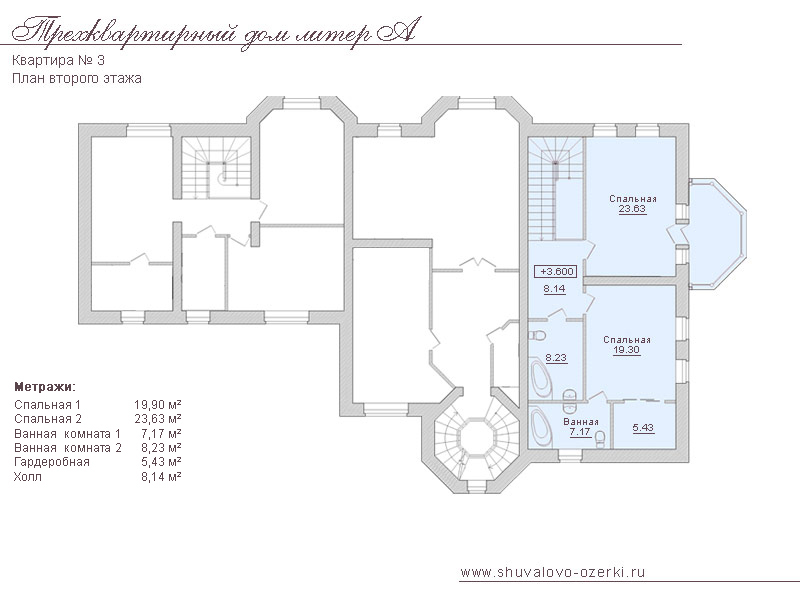 Трехквартирный дом литер А
Квартира № 3
План второго этажа
Спальная
23.63
+3.600
8.14
Спальная
19.30
8.23
Ванная
7.17
5.43
Метражи:
Спальная 1 19,90 м²
Спальная 2 23,63 м²
Ванная комната 1 7,17 м²
Ванная комната 2 8,23 м²
Гардеробная 5,43 м²
Холл 8,14 м²
www.shuvalovo-ozerki.ru